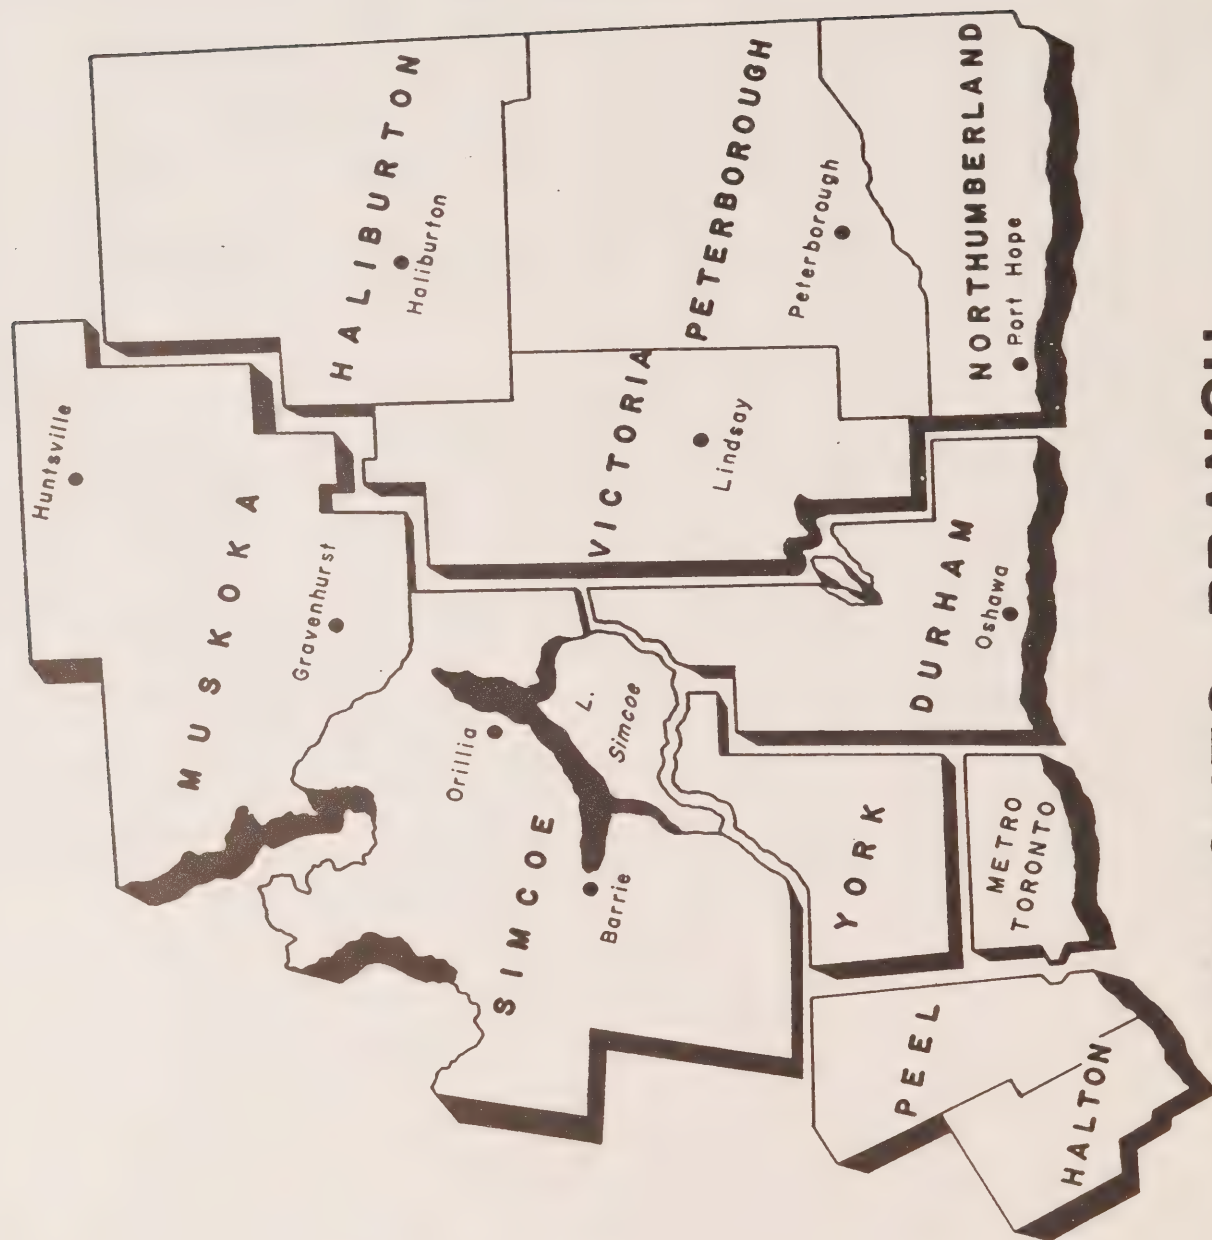 Huntsville
MUSKOKA
Gravenhurst
HALIBURTON
Haliburton
Orillia
SIMCOE
Barrie
L.
Simcoe
VICTORIA
Lindsay
PETERBOROUGH
Peterborough
NORTHUMBERLAND
Port Hope
DURHAM
Oshawa
YORK
METRO
TORONTO
PEEL
HALTON